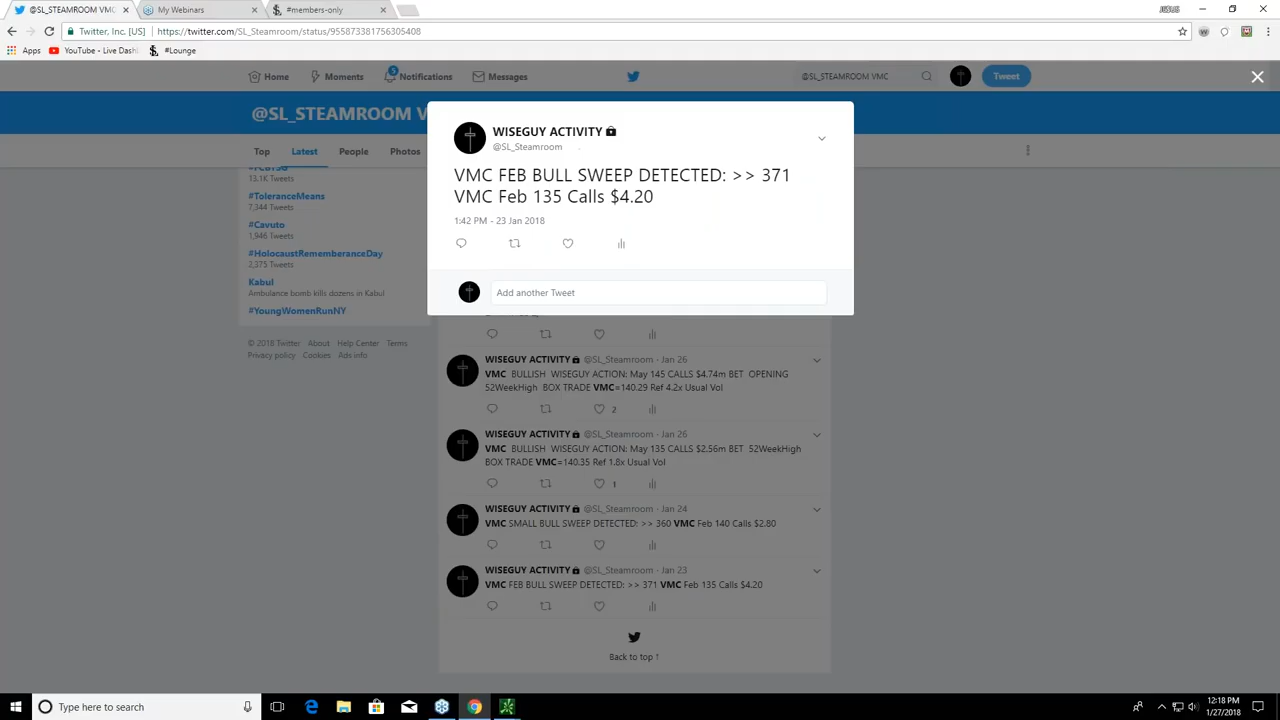 @SL_STEAMROOM VMC
My Webinars
#members-only
JESUS
Twitter, Inc. [US]
https://twitter.com/SL_Steamroom/status/955873381756305408
Apps
YouTube - Live Dash
#Lounge
Home
Moments
5
Notifications
Messages
@SL_STEAMROOM VMC
Tweet
@SL_STEAMROOM V
Top
Latest
People
Photos
13.1K Tweets
#ToleranceMeans
7,344 Tweets
#Cavuto
1,946 Tweets
#HolocaustRemembranceDay
2,375 Tweets
Kabul
Ambulance bomb kills dozens in Kabul
#YoungWomenRunNY
© 2018 Twitter About Help Center Terms
Privacy policy Cookies Ads info
WISEGUY ACTIVITY
@SL_Steamroom
VMC FEB BULL SWEEP DETECTED: >> 371
VMC Feb 135 Calls $4.20
1:42 PM - 23 Jan 2018
Add another Tweet
WISEGUY ACTIVITY @SL_Steamroom · Jan 26
VMC BULLISH WISEGUY ACTION: May 145 CALLS $4.74m BET OPENING
52WeekHigh BOX TRADE VMC=140.29 Ref 4.2x Usual Vol
2
WISEGUY ACTIVITY @SL_Steamroom · Jan 26
VMC BULLISH WISEGUY ACTION: May 135 CALLS $2.56m BET 52WeekHigh
BOX TRADE VMC=140.35 Ref 1.8x Usual Vol
1
WISEGUY ACTIVITY @SL_Steamroom · Jan 24
VMC SMALL BULL SWEEP DETECTED: >> 360 VMC Feb 140 Calls $2.80
WISEGUY ACTIVITY @SL_Steamroom · Jan 23
VMC FEB BULL SWEEP DETECTED: >> 371 VMC Feb 135 Calls $4.20
Back to top ↑
Type here to search
12:18 PM
1/27/2018